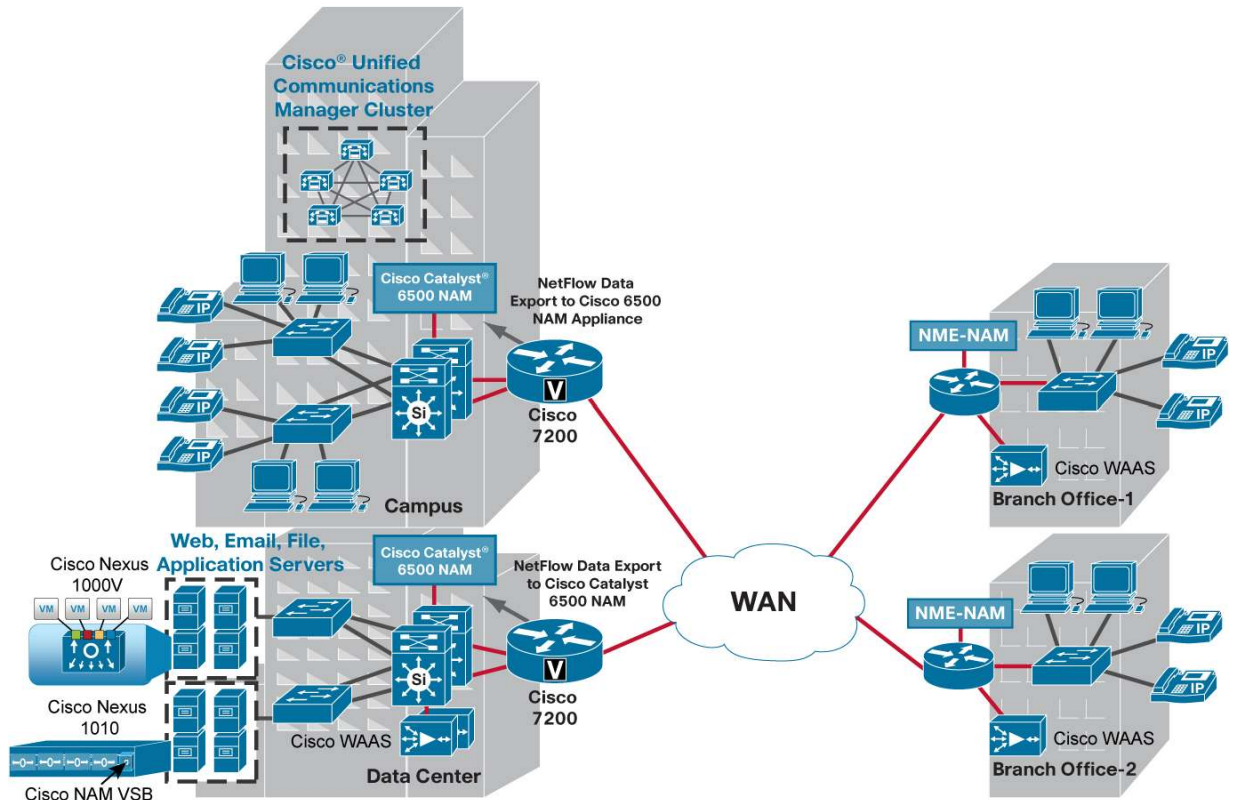 Cisco® Unified
Communications
Manager Cluster
Cisco Catalyst®
6500 NAM
NetFlow Data
Export to Cisco 6500
NAM Appliance
IP
IP
IP
IP
Si
V
Cisco
7200
Campus
NME-NAM
IP
IP
Cisco WAAS
Branch Office-1
WAN
Web, Email, File,
Application Servers
Cisco Nexus
1000V
VM
VM
VM
VM
Cisco Catalyst®
6500 NAM
NetFlow Data Export
to Cisco Catalyst
6500 NAM
Si
V
Cisco
7200
Cisco Nexus
1010
Cisco NAM VSB
Cisco WAAS
Data Center
NME-NAM
IP
IP
Cisco WAAS
Branch Office-2